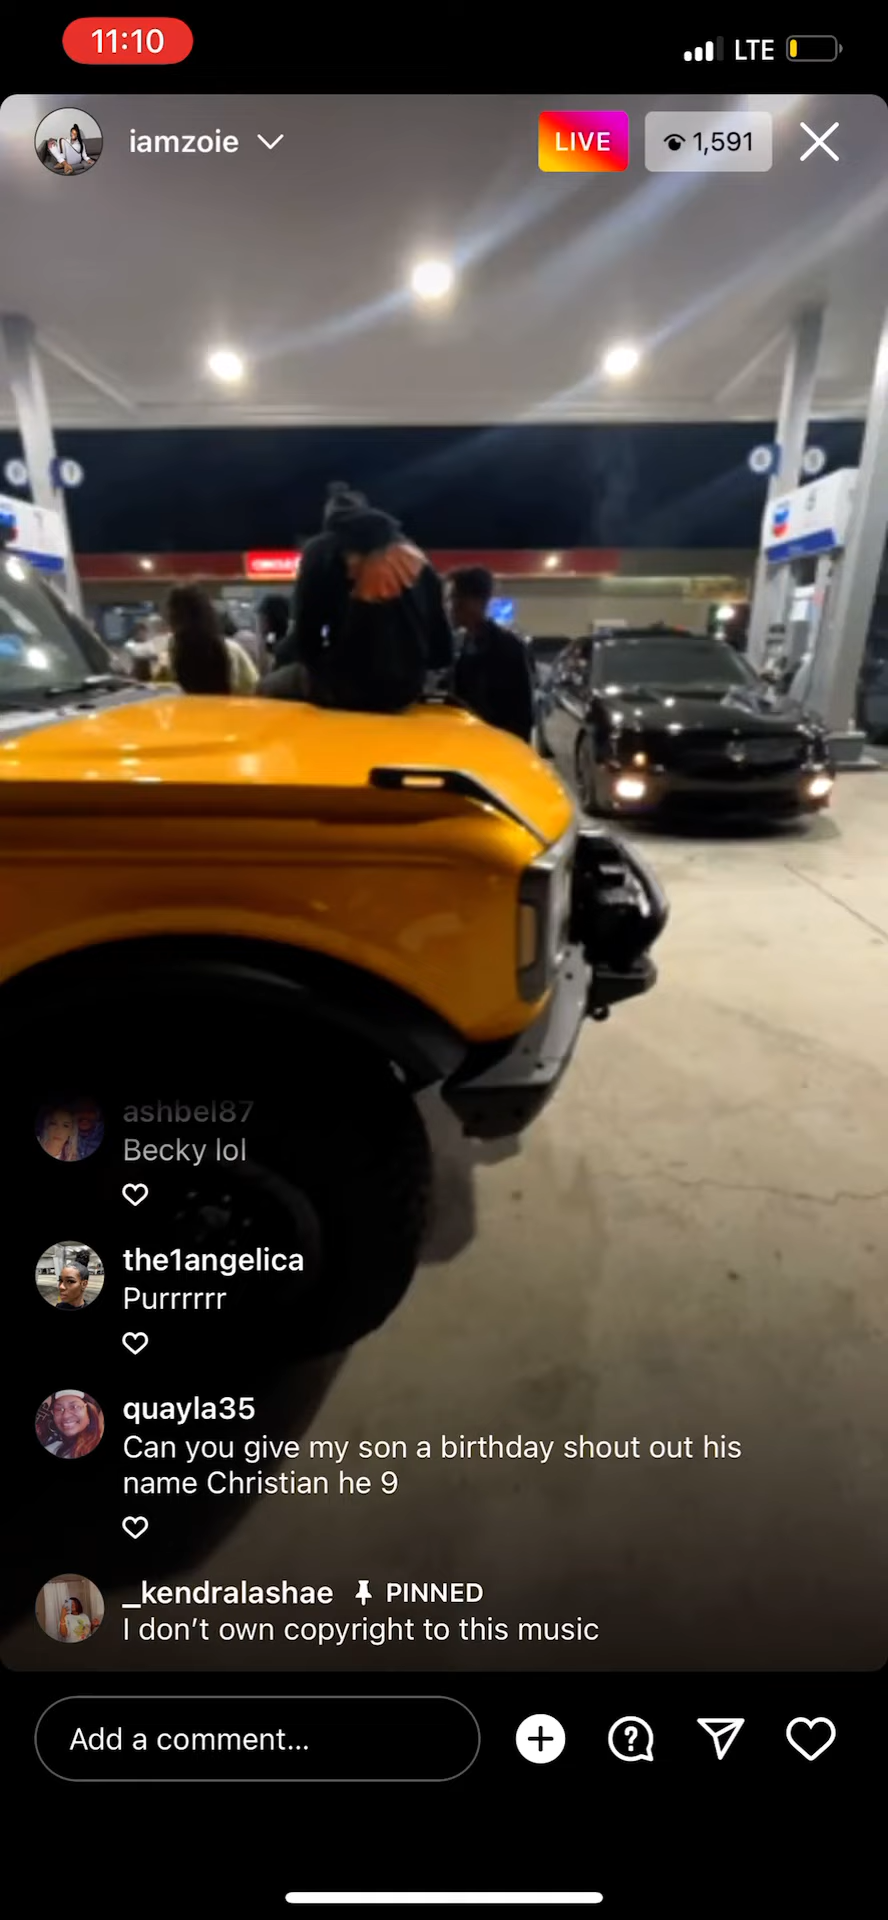 11:10
LTE
iamzoie
LIVE
1,591
ashbel87
Becky lol
the1angelica
Purrrrrr
quayla35
Can you give my son a birthday shout out his
name Christian he 9
_kendralashae PINNED
I don’t own copyright to this music
Add a comment...